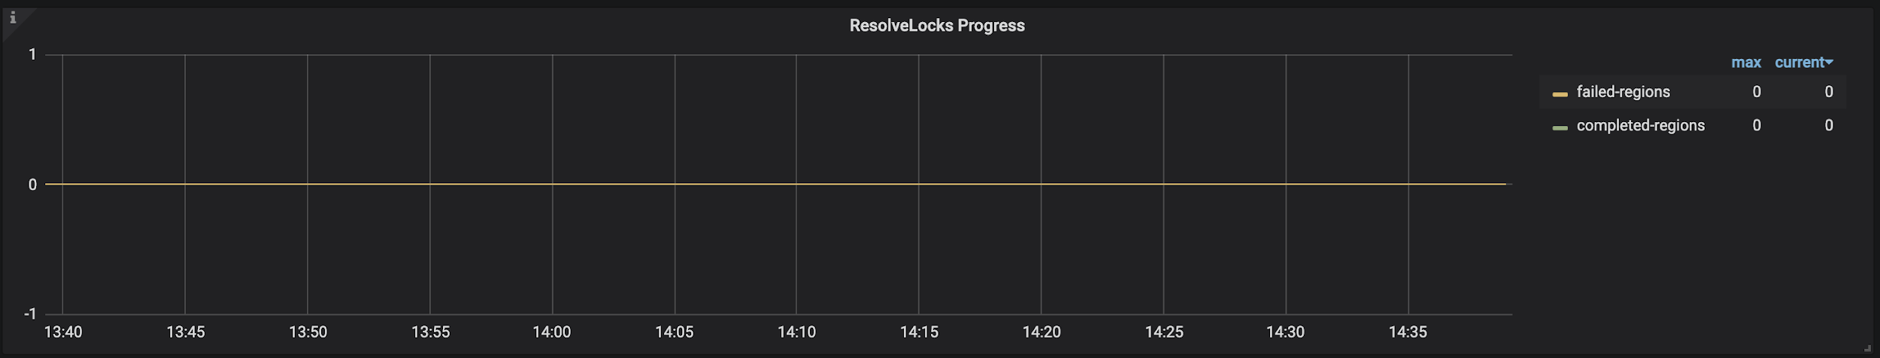 i
ResolveLocks Progress
1
0
-1
13:40 13:45 13:50 13:55 14:00 14:05 14:10 14:15 14:20 14:25 14:30 14:35
max current
failed-regions 0 0
completed-regions 0 0